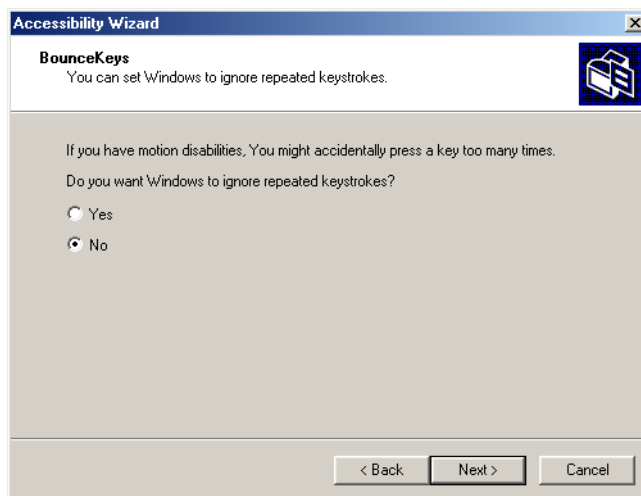 Accessibility Wizard
BounceKeys
You can set Windows to ignore repeated keystrokes.
If you have motion disabilities, You might accidentally press a key too many times.
Do you want Windows to ignore repeated keystrokes?
Yes
No
< Back
Next >
Cancel